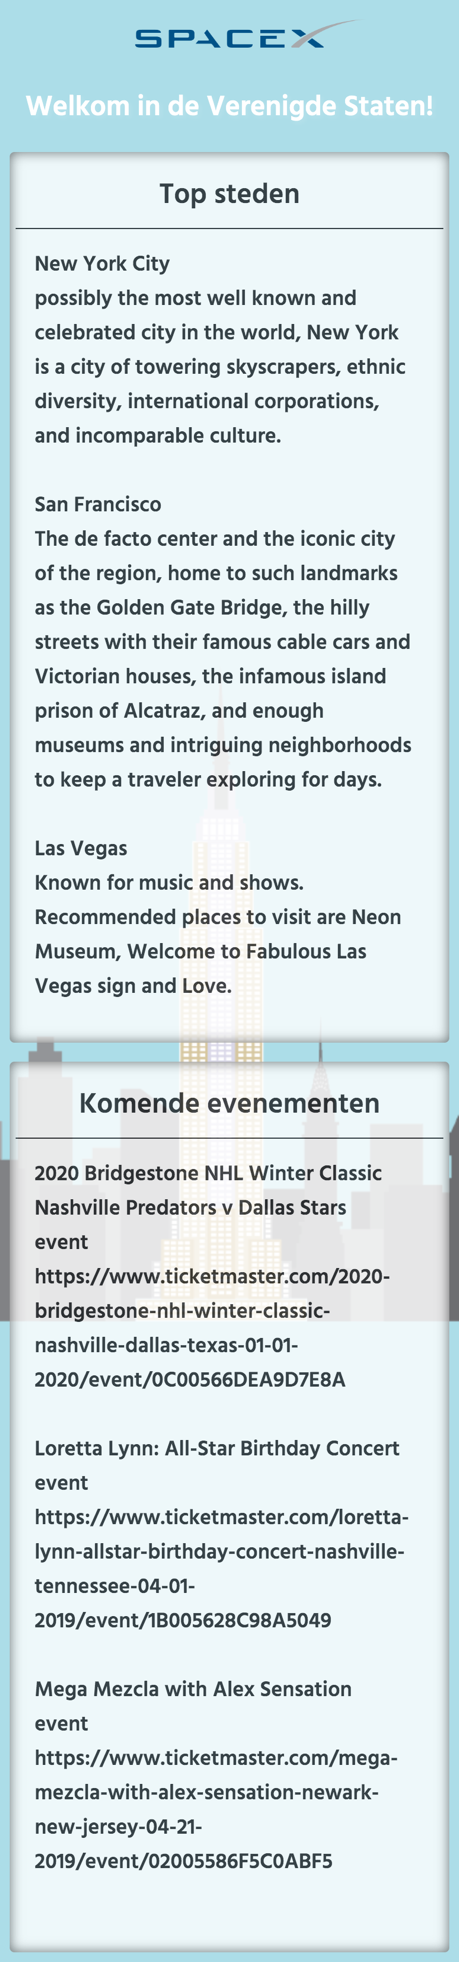 SPACEX
Welkom in de Verenigde Staten!
Top steden
New York City
possibly the most well known and
celebrated city in the world, New York
is a city of towering skyscrapers, ethnic
diversity, international corporations,
and incomparable culture.
San Francisco
The de facto center and the iconic city
of the region, home to such landmarks
as the Golden Gate Bridge, the hilly
streets with their famous cable cars and
Victorian houses, the infamous island
prison of Alcatraz, and enough
museums and intriguing neighborhoods
to keep a traveler exploring for days.
Las Vegas
Known for music and shows.
Recommended places to visit are Neon
Museum, Welcome to Fabulous Las
Vegas sign and Love.
Komende evenementen
2020 Bridgestone NHL Winter Classic
Nashville Predators v Dallas Stars
event
https://www.ticketmaster.com/2020-
bridgestone-nhl-winter-classic-
nashville-dallas-texas-01-01-
2020/event/0C00566DEA9D7E8A
Loretta Lynn: All-Star Birthday Concert
event
https://www.ticketmaster.com/loretta-
lynn-allstar-birthday-concert-nashville-
tennessee-04-01-
2019/event/1B005628C98A5049
Mega Mezcla with Alex Sensation
event
https://www.ticketmaster.com/mega-
mezcla-with-alex-sensation-newark-
new-jersey-04-21-
2019/event/02005586F5C0ABF5